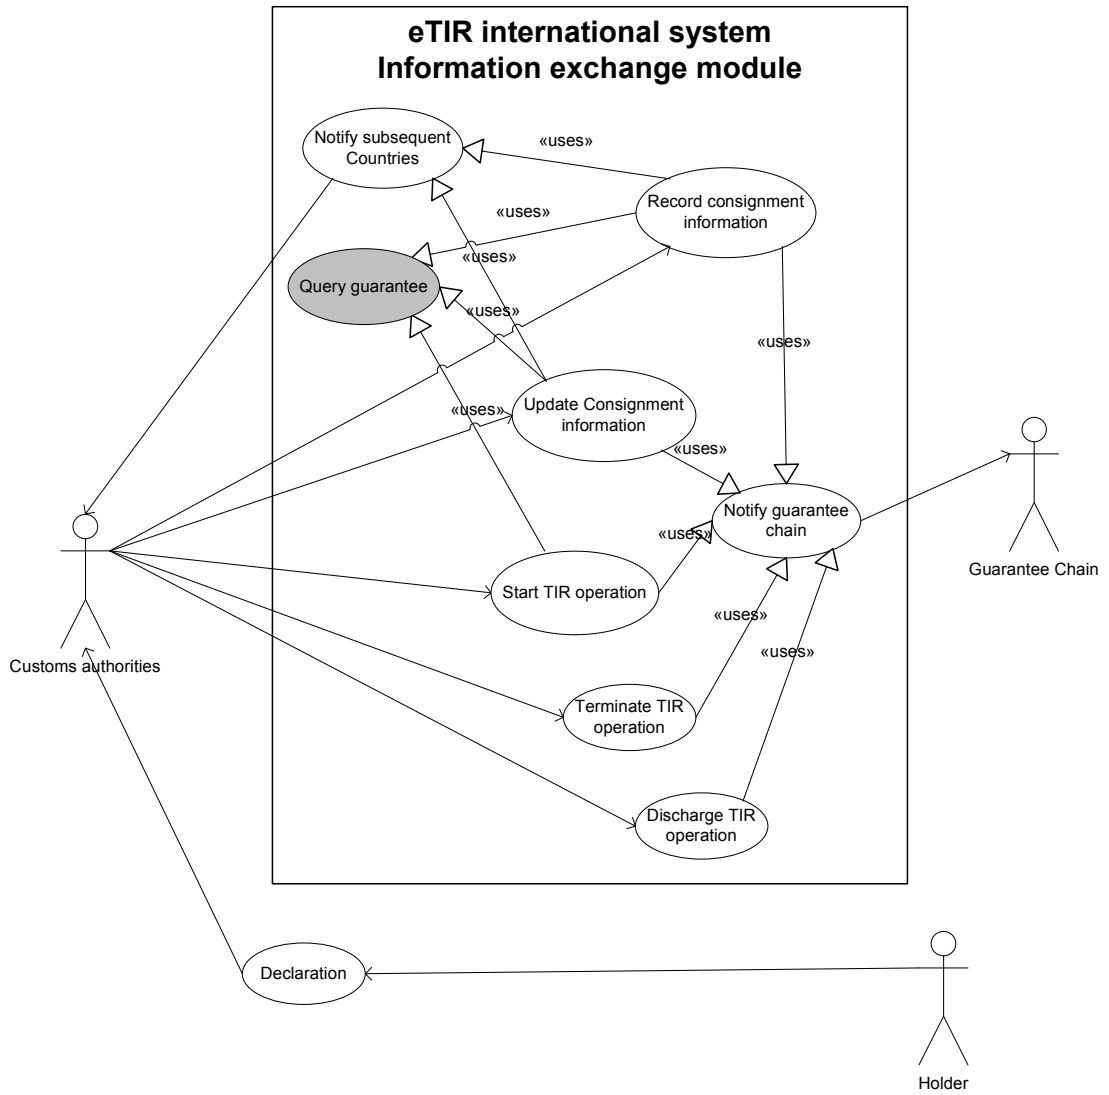 eTIR international system
Information exchange module
Notify subsequent
Countries
«uses»
Record consignment
information
«uses»
«uses»
Query guarantee
«uses»
«uses»
Update Consignment
information
«uses»
«uses»
Notify guarantee
chain
«uses»
Guarantee Chain
Start TIR operation
«uses»
«uses»
Customs authorities
Terminate TIR
operation
Discharge TIR
operation
Declaration
Holder